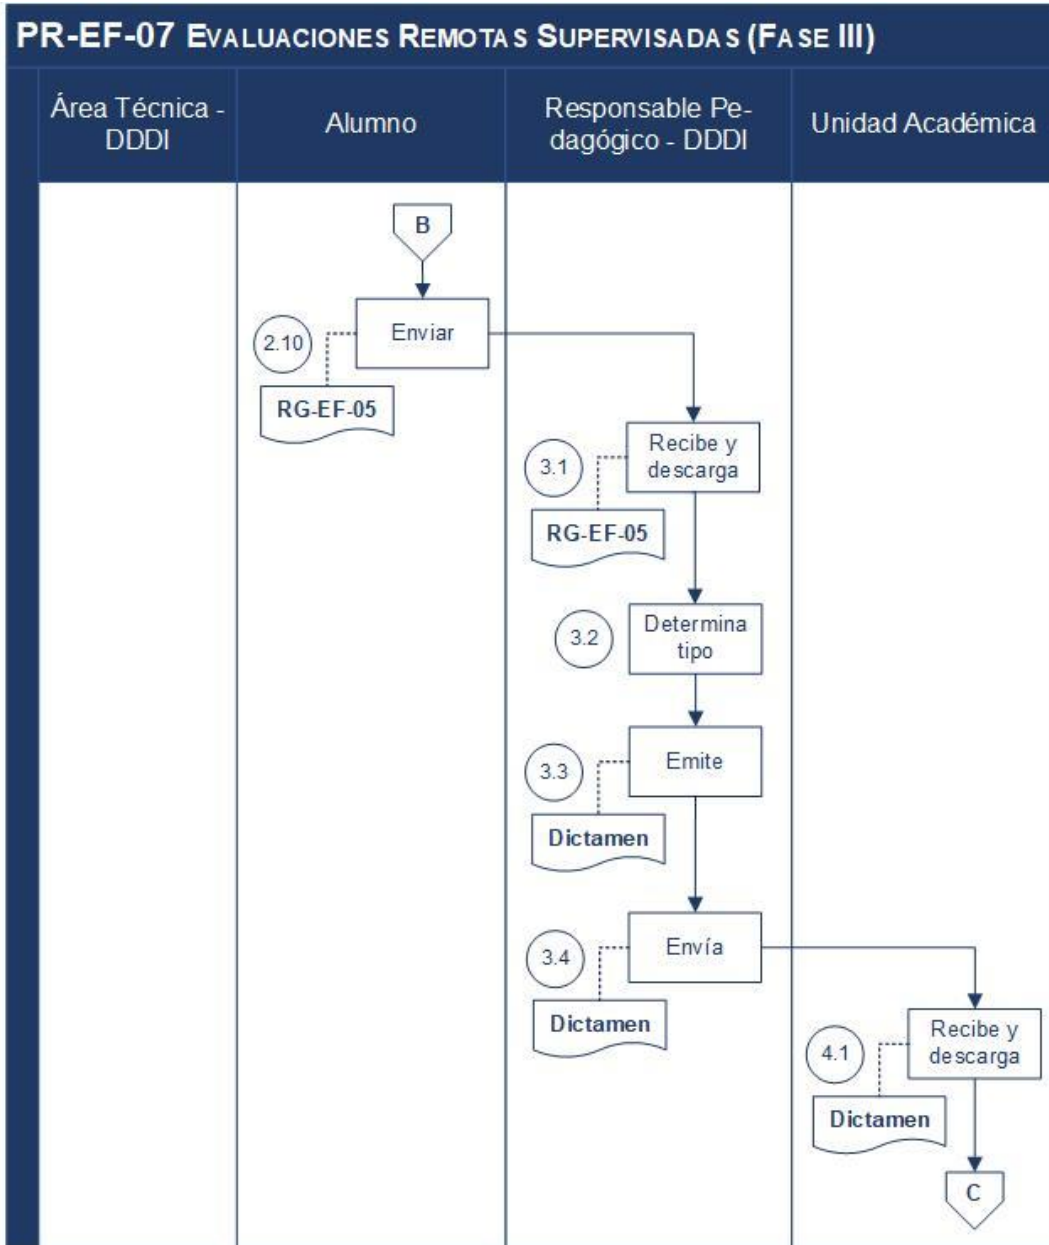 PR-EF-07 EVALUACIONES REMOTAS SUPERVISADAS (FASE III)
Área Técnica -
DDDI
Alumno
Responsable Pe-
dagógico - DDDI
Unidad Académica
B
Enviar
2.10
RG-EF-05
Recibe y
descarga
3.1
RG-EF-05
Determina
tipo
3.2
Emite
3.3
Dictamen
Envía
3.4
Dictamen
Recibe y
descarga
4.1
Dictamen
C